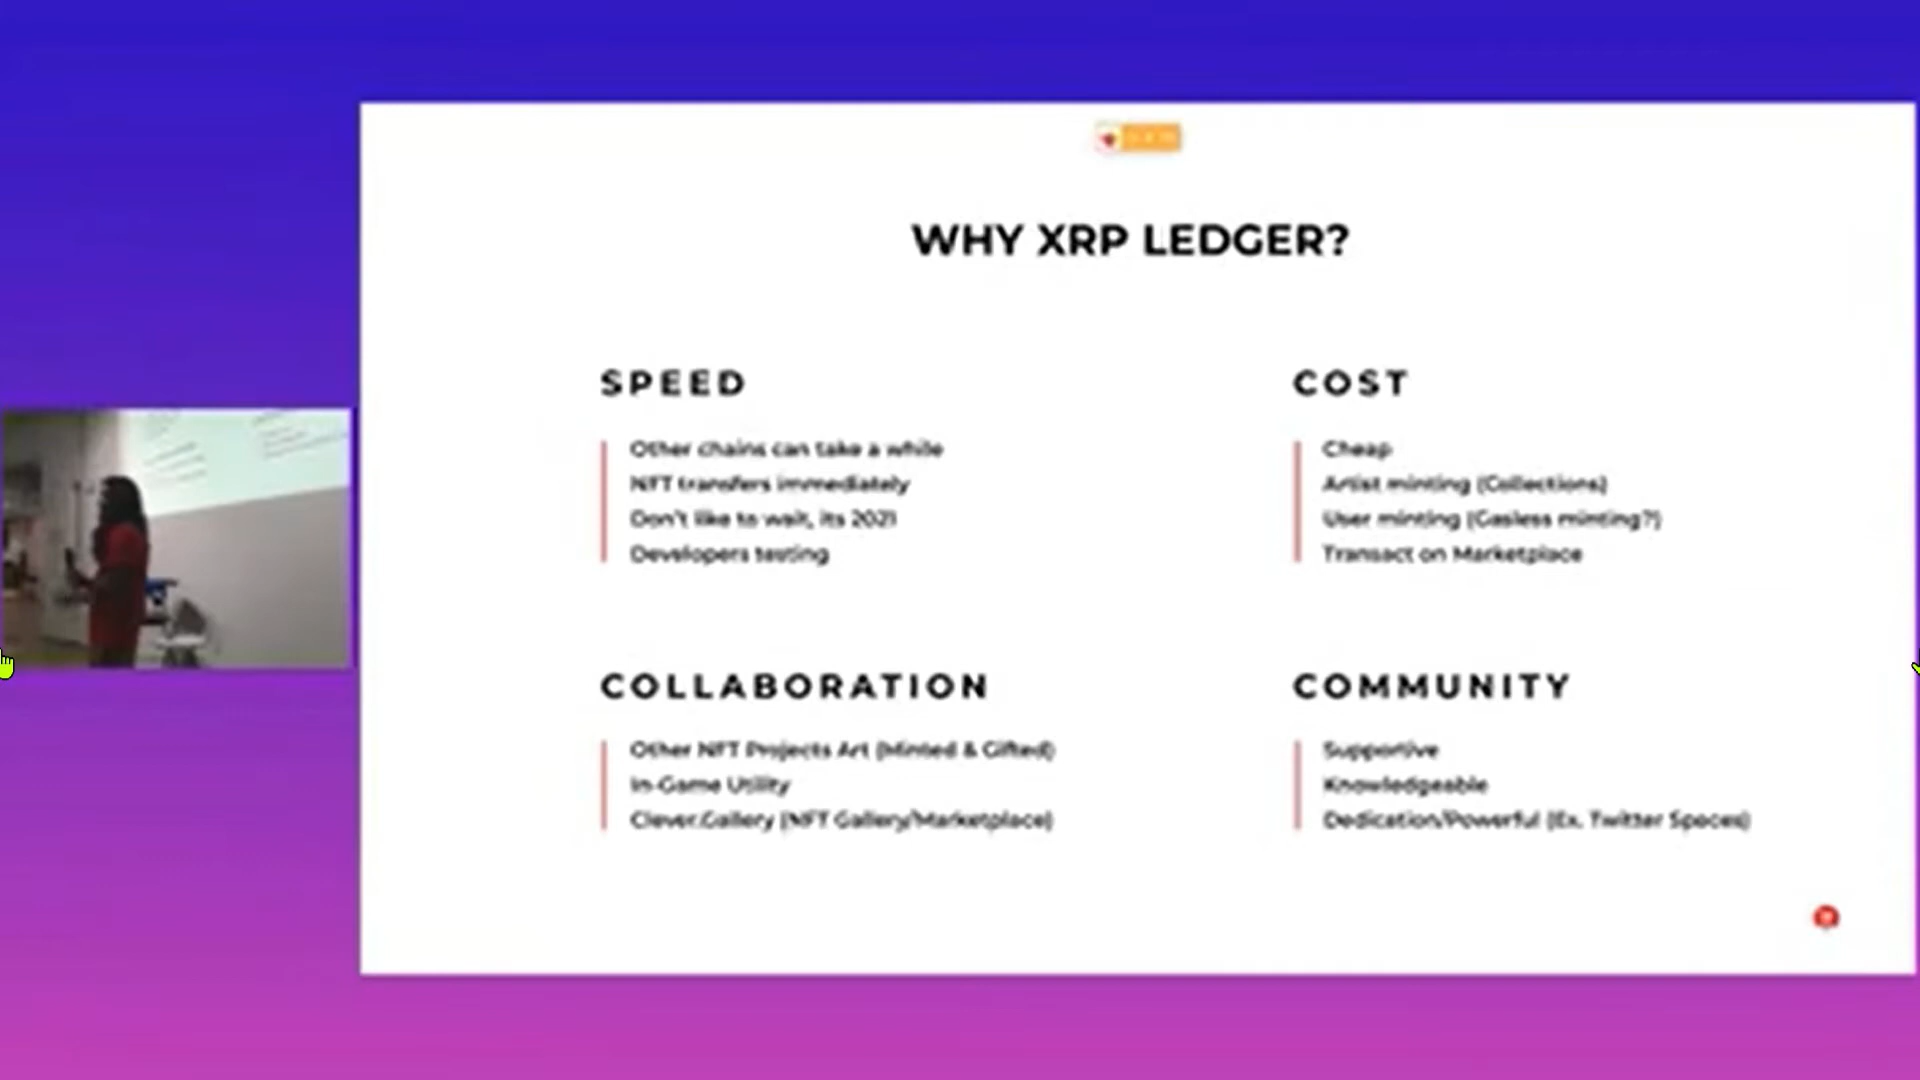 WHY XRP LEDGER?
SPEED
Other chains can take a while
NFT transfers immediately
Don't like to wait, its 2021
Developers testing
COST
Cheap
Artist minting (Collections)
User minting (Gasless minting?)
Transact on Marketplace
COLLABORATION
Other NFT Projects Art (Minted & Gifted)
In-Game Utility
Clever.Gallery (NFT Gallery/Marketplace)
COMMUNITY
Supportive
Knowledgeable
Dedication/Powerful (Ex. Twitter Spaces)